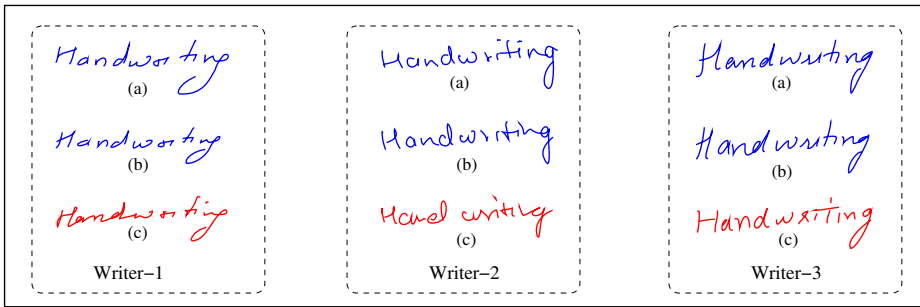 Handwriting Handwriting Handwriting
(a) (a) (a)
Handwriting Handwriting Handwriting
(b) (b) (b)
Handwriting Hand writing Handwriting
(c) (c) (c)
Writer–1 Writer–2 Writer–3